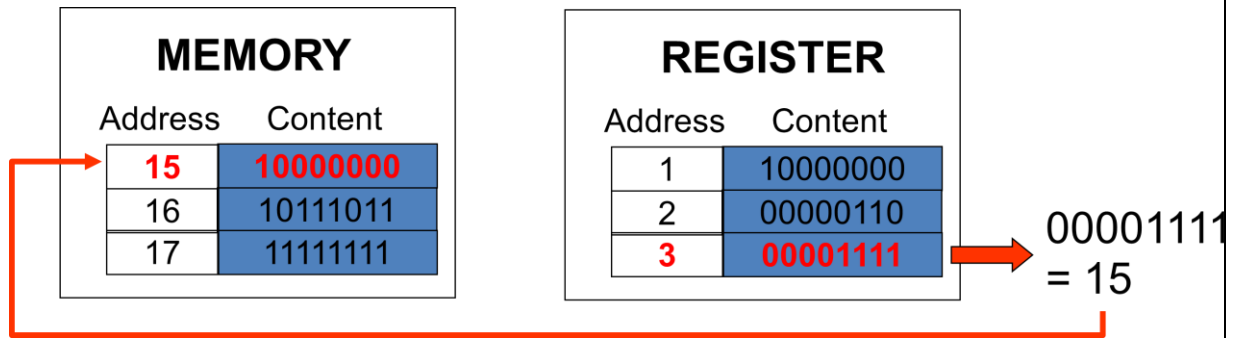 MEMORY
Address Content
15 10000000
16 10111011
17 11111111
REGISTER
Address Content
1 10000000
2 00000110
3 00001111
00001111
= 15